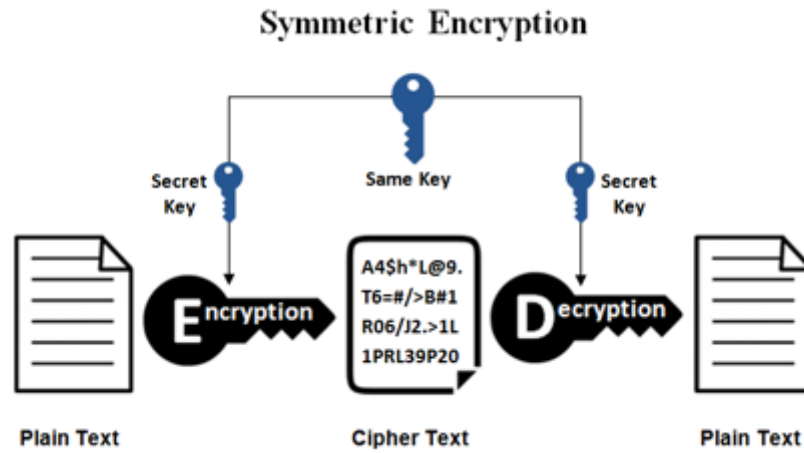 Symmetric Encryption
Secret
Key
Same Key
Secret
Key
Encryption
A4$h*L@9.
T6=#/>B#1
R06/J2.>1L
1PRL39P20
Decryption
Plain Text
Cipher Text
Plain Text